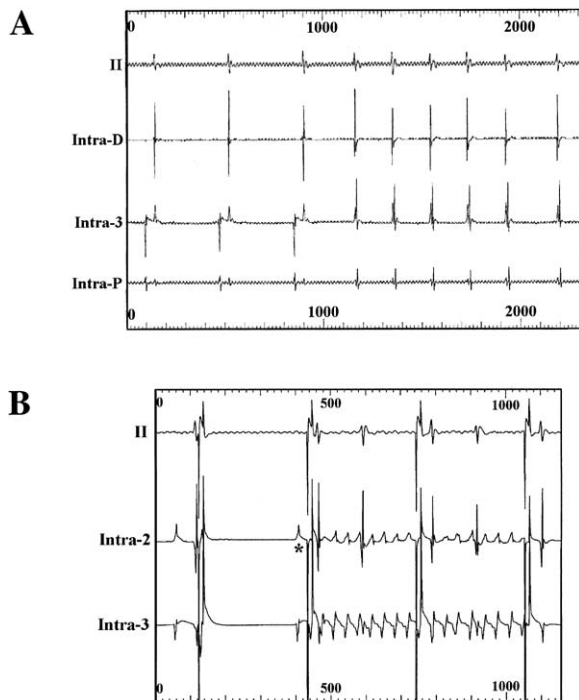 A
0 1000 2000
II
Intra-D
Intra-3
Intra-P
0 1000 2000
B
0 500 1000
II
Intra-2
*
Intra-3
0 500 1000